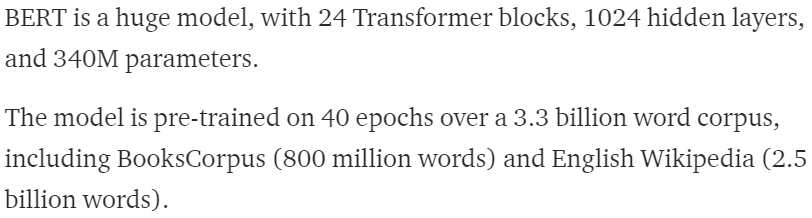 BERT is a huge model, with 24 Transformer blocks, 1024 hidden layers,
and 340M parameters.
The model is pre-trained on 40 epochs over a 3.3 billion word corpus,
including BooksCorpus (800 million words) and English Wikipedia (2.5
billion words).